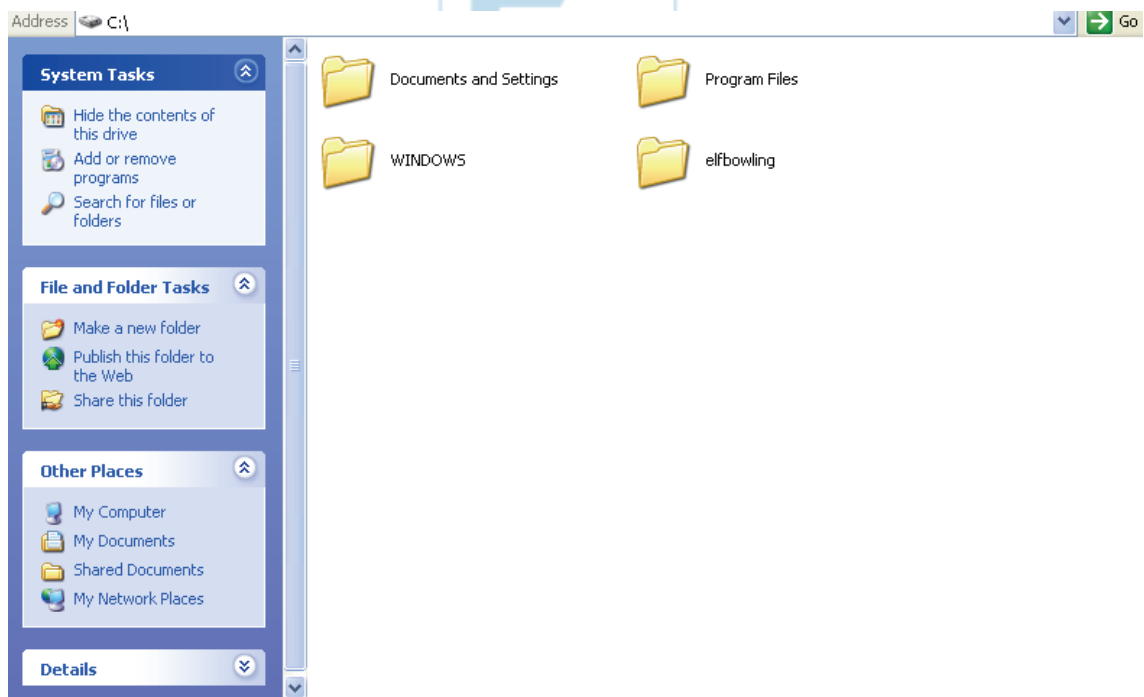 Address C:\ Go
System Tasks
Hide the contents of
this drive
Add or remove
programs
Search for files or
folders
File and Folder Tasks
Make a new folder
Publish this folder to
the Web
Share this folder
Other Places
My Computer
My Documents
Shared Documents
My Network Places
Details
Documents and Settings
Program Files
WINDOWS
elfbowling